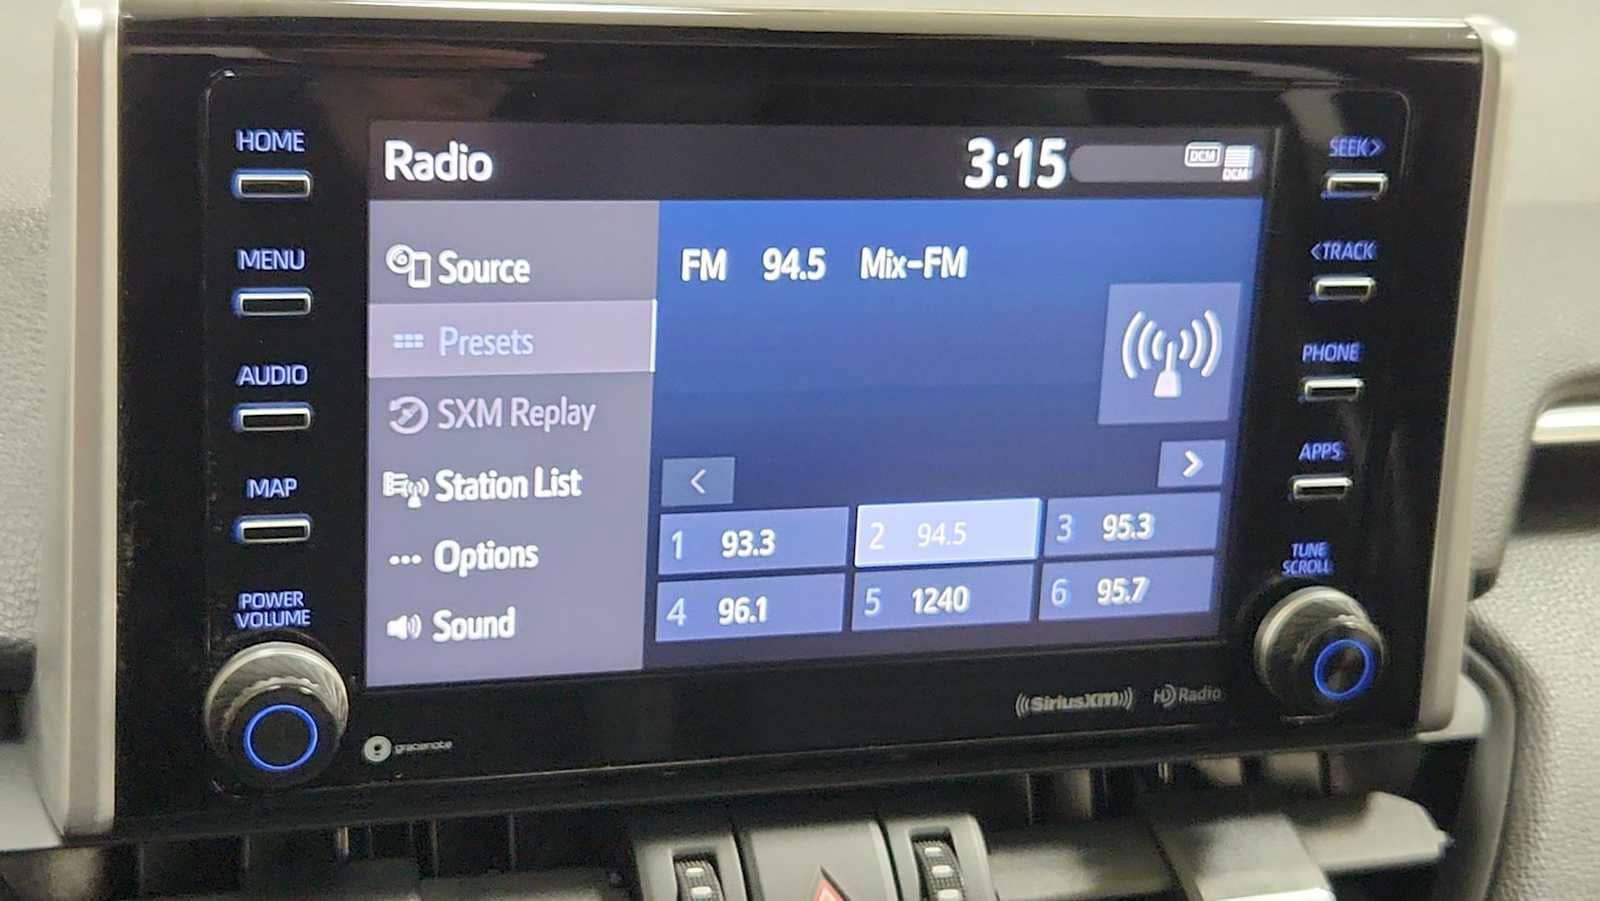 HOME
MENU
AUDIO
MAP
POWER
VOLUME
Radio
3:15
DCM
DCM
Source
Presets
SXM Replay
Station List
Options
Sound
FM 94.5 Mix-FM
<
>
1 93.3
2 94.5
3 95.3
4 96.1
5 1240
6 95.7
gracenote
((SiriusXM))
HD Radio
SEEK>
<TRACK
PHONE
APPS
TUNE
SCROLL